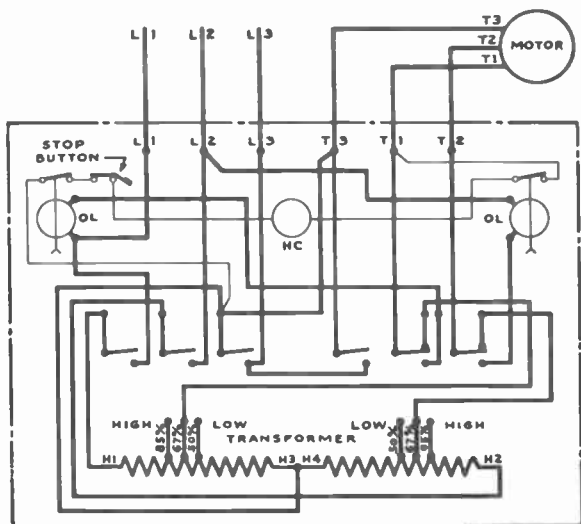 L1 L2 L3 T3
T2
T1
MOTOR
STOP BUTTON
L1 L2 L3 T3 T1 T2
OL HC OL
HIGH 85% 67% 50% LOW LOW 50% 67% 85% HIGH
TRANSFORMER
H1 H3 H4 H2